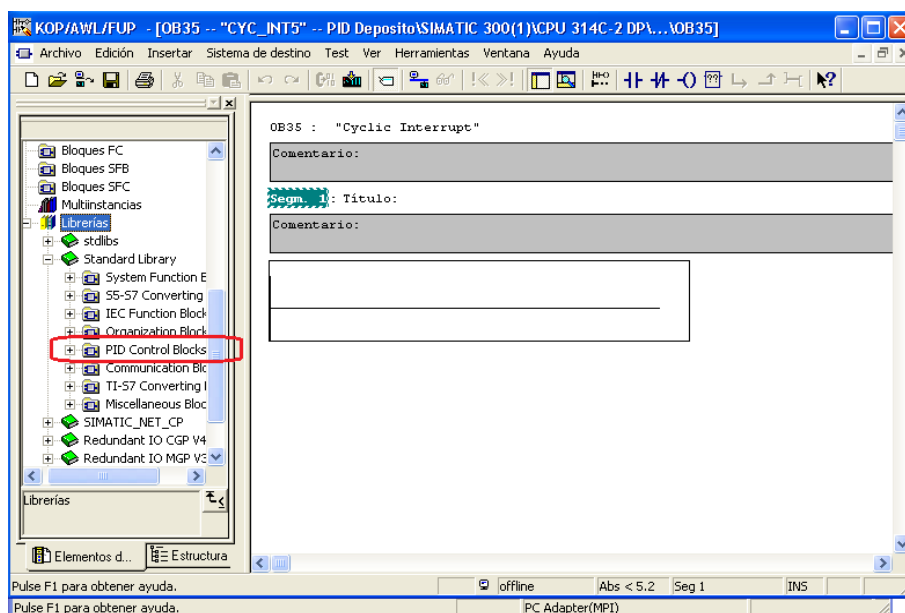 KOP/AWL/FUP - [OB35 -- "CYC_INT5" -- PID Deposito\SIMATIC 300(1)\CPU 314C-2 DP\...\OB35]
Archivo Edición Insertar Sistema de destino Test Ver Herramientas Ventana Ayuda
Bloques FC
Bloques SFB
Bloques SFC
Multiinstancias
Librerías
stdlibs
Standard Library
System Function B
S5-S7 Converting
IEC Function Block
Organization Block
PID Control Blocks
Communication Blc
TI-S7 Converting
Miscellaneous Bloc
SIMATIC_NET_CP
Redundant IO CGP V4
Redundant IO MGP V3
Librerías
Elementos d...
Estructura
OB35 : "Cyclic Interrupt"
Comentario:
Segm. 1: Título:
Comentario:
Pulse F1 para obtener ayuda.
offline
Abs < 5.2
Seg 1
INS
Pulse F1 para obtener ayuda.
PC Adapter(MPI)